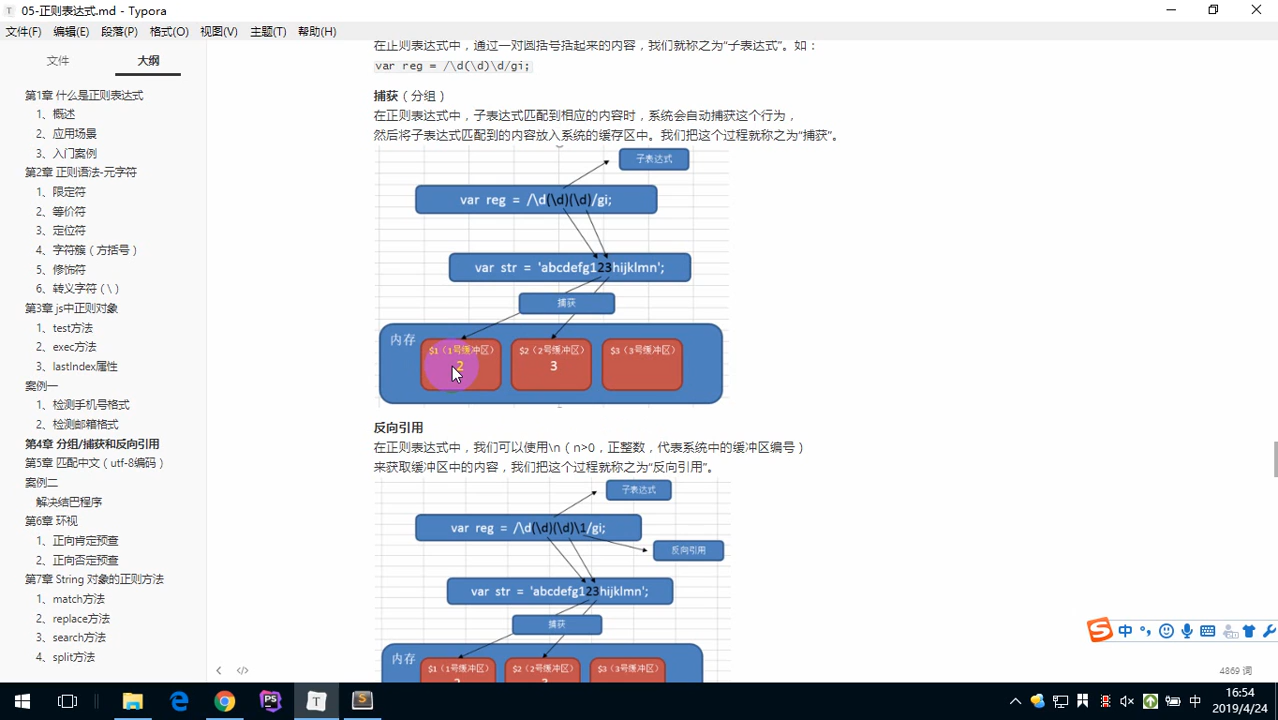 05-正则表达式.md - Typora
文件(F) 编辑(E) 段落(P) 格式(O) 视图(V) 主题(T) 帮助(H)
文件 大纲
第1章 什么是正则表达式
1、概述
2、应用场景
3、入门案例
第2章 正则语法-元字符
1、限定符
2、等价符
3、定位符
4、字符簇（方括号）
5、修饰符
6、转义字符（\）
第3章 js中正则对象
1、test方法
2、exec方法
3、lastIndex属性
案例一
1、检测手机号格式
2、检测邮箱格式
第4章 分组/捕获和反向引用
第5章 匹配中文（utf-8编码）
案例二
解决结巴程序
第6章 环视
1、正向肯定预查
2、正向否定预查
第7章 String 对象的正则方法
1、match方法
2、replace方法
3、search方法
4、split方法
在正则表达式中，通过一对圆括号括起来的内容，我们就称之为“子表达式”。如：
var reg = /\d(\d)\d/gi;
捕获（分组）
在正则表达式中，子表达式匹配到相应的内容时，系统会自动捕获这个行为，
然后将子表达式匹配到的内容放入系统的缓存区中。我们把这个过程就称之为“捕获”。
子表达式
var reg = /\d(\d)(\d)/gi;
var str = 'abcdefg123hijklmn';
捕获
内存
$1（1号缓冲区） $2（2号缓冲区） $3（3号缓冲区）
2 3
反向引用
在正则表达式中，我们可以使用\n（n>0，正整数，代表系统中的缓冲区编号）
来获取缓冲区中的内容，我们把这个过程就称之为“反向引用”。
子表达式
var reg = /\d(\d)(\d)\1/gi;
反向引用
var str = 'abcdefg123hijklmn';
捕获
内存
$1（1号缓冲区） $2（2号缓冲区） $3（3号缓冲区）
4869 词
中
中
16:54
2019/4/24